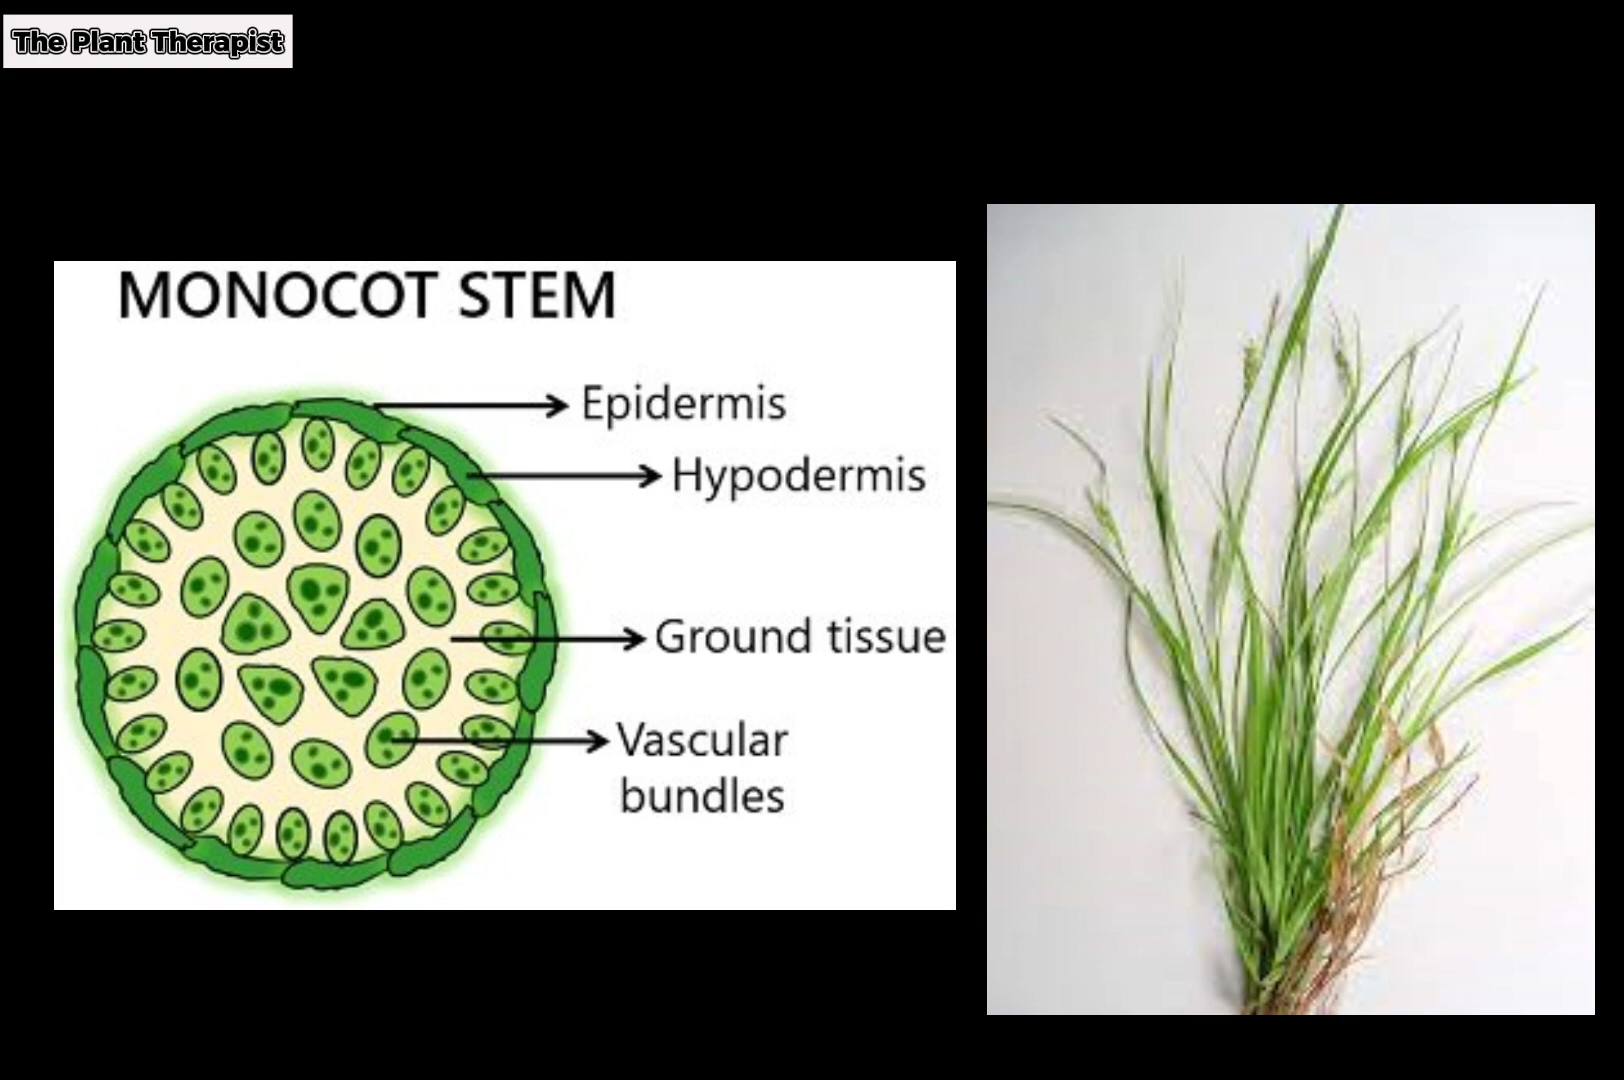 The Plant Therapist
MONOCOT STEM
Epidermis
Hypodermis
Ground tissue
Vascular
bundles